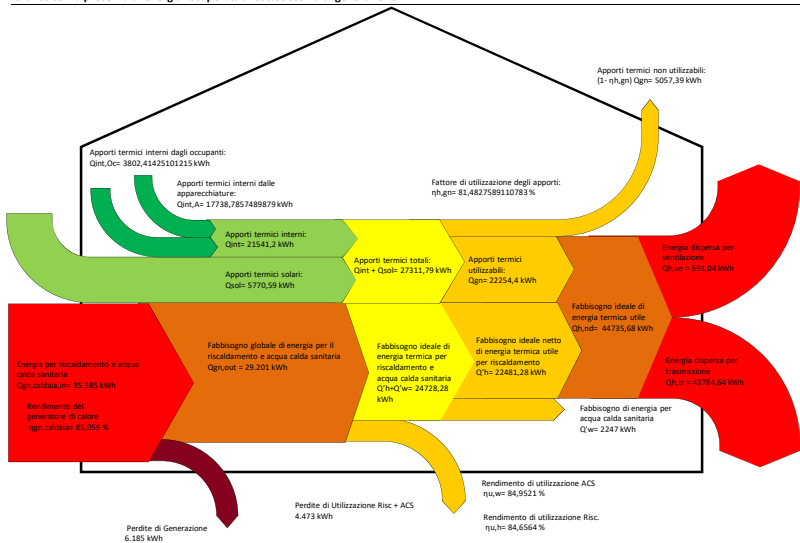 Apporti termici non utilizzabili:
(1- ηh,gn) Qgn= 5057,39 kWh
Apporti termici interni dagli occupanti:
Qint,Oc= 3802,41425101215 kWh
Apporti termici interni dalle
apparecchiature:
Qint,A= 17738,7857489879 kWh
Fattore di utilizzazione degli apporti:
ηh,gn= 81,4827589110783 %
Apporti termici interni:
Qint= 21541,2 kWh
Apporti termici solari:
Qsol= 5770,59 kWh
Apporti termici totali:
Qint + Qsol= 27311,79 kWh
Apporti termici
utilizzabili:
Qgn= 22254,4 kWh
Energia dispersa per
ventilazione
Qh,ve = 591,04 kWh
Fabbisogno ideale di
energia termica utile
Qh,nd= 44735,68 kWh
Energia per riscaldamento e acqua
calda sanitaria
Qgn,caldaia,in= 35.385 kWh
Rendimento del
generatore di calore
ηgn,caldaia= 85,059 %
Fabbisogno globale di energia per il
riscaldamento e acqua calda sanitaria
Qgn,out = 29.201 kWh
Fabbisogno ideale di
energia termica per
riscaldamento e
acqua calda sanitaria
Q'h+Q'w= 24728,28
kWh
Fabbisogno ideale netto
di energia termica utile
per riscaldamento
Q'h= 22481,28 kWh
Energia dispersa per
trasmissione
Qh,tr = 43784,64 kWh
Fabbisogno di energia per
acqua calda sanitaria
Q'w= 2247 kWh
Rendimento di utilizzazione ACS
ηu,w= 84,9521 %
Rendimento di utilizzazione Risc.
ηu,h= 84,6564 %
Perdite di Utilizzazione Risc + ACS
4.473 kWh
Perdite di Generazione
6.185 kWh